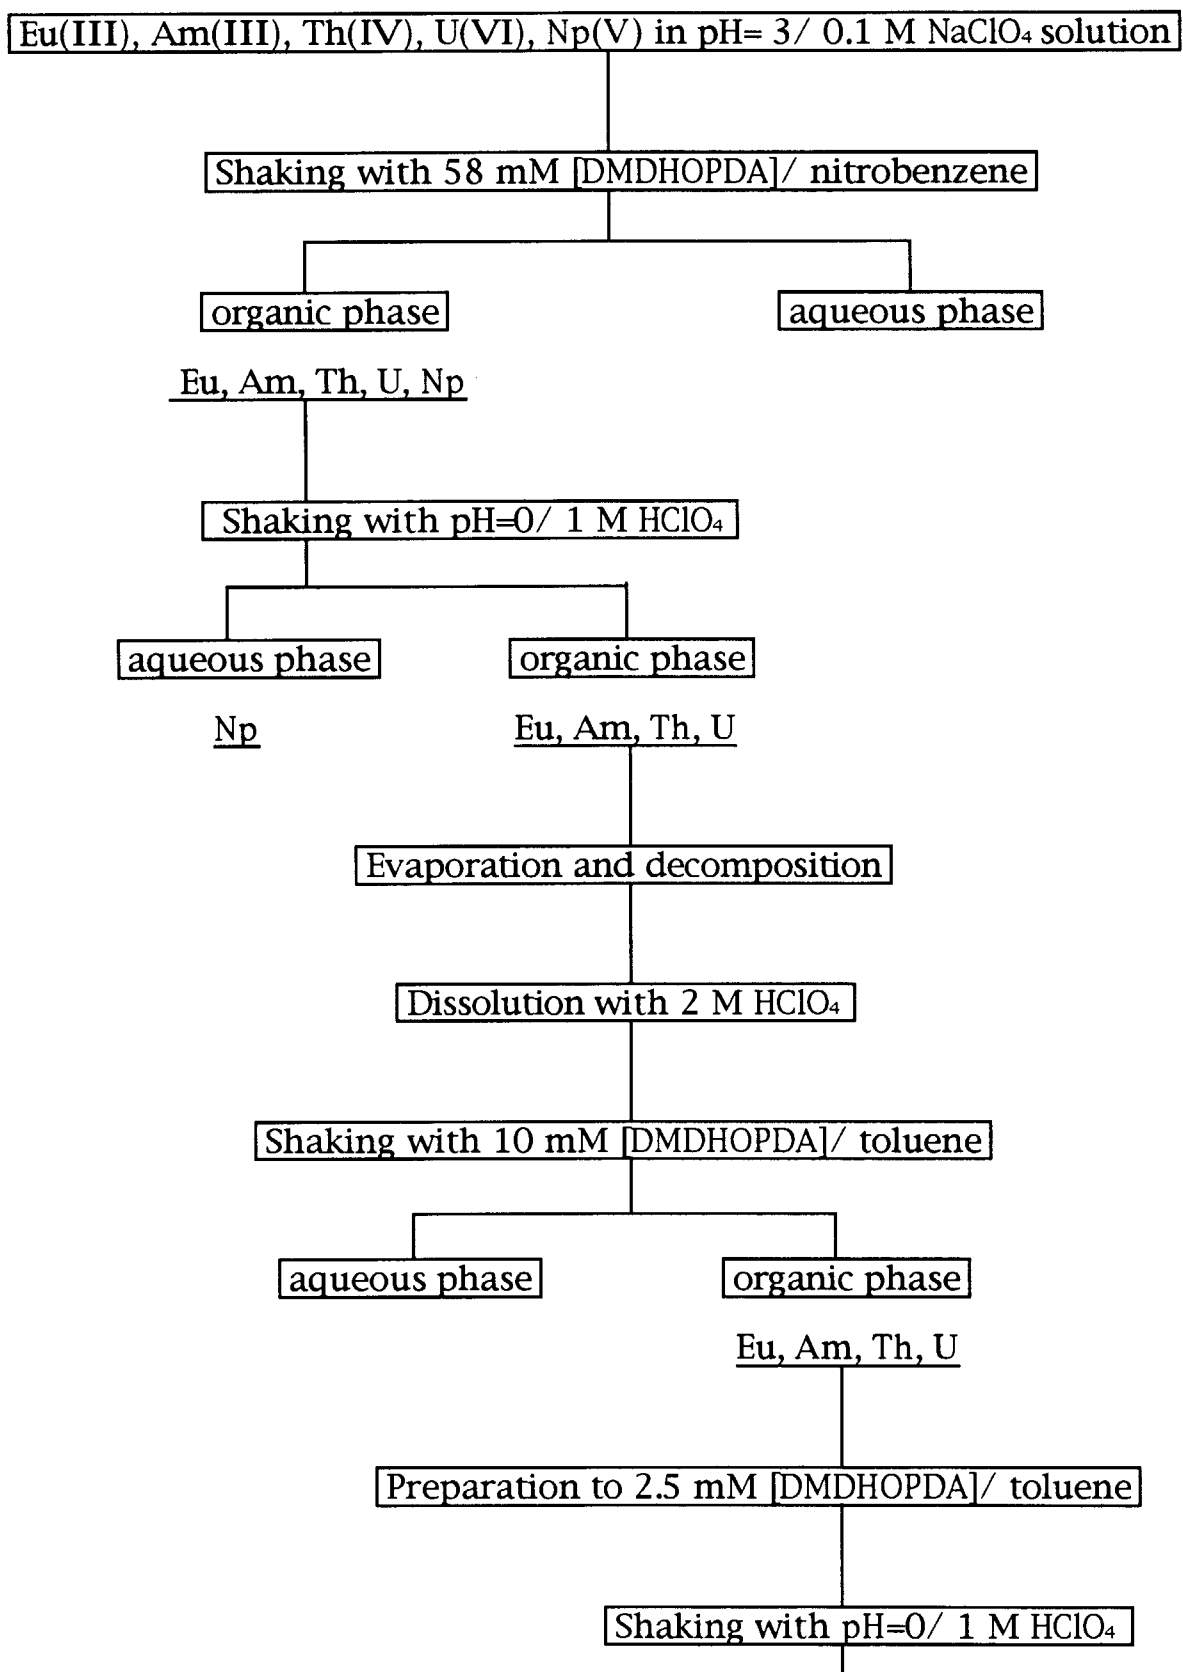 Eu(III), Am(III), Th(IV), U(VI), Np(V) in pH= 3/ 0.1 M NaClO₄ solution
Shaking with 58 mM [DMDHOPDA]/ nitrobenzene
organic phase
aqueous phase
Eu, Am, Th, U, Np
Shaking with pH=0/ 1 M HClO₄
aqueous phase
organic phase
Np
Eu, Am, Th, U
Evaporation and decomposition
Dissolution with 2 M HClO₄
Shaking with 10 mM [DMDHOPDA]/ toluene
aqueous phase
organic phase
Eu, Am, Th, U
Preparation to 2.5 mM [DMDHOPDA]/ toluene
Shaking with pH=0/ 1 M HClO₄